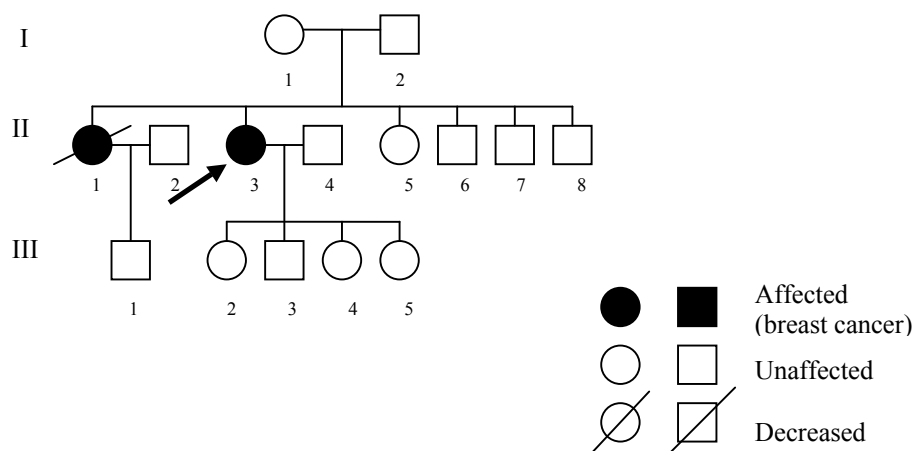 I
1 2
II
1 2 3 4 5 6 7 8
III
1 2 3 4 5
Affected
(breast cancer)
Unaffected
Decreased